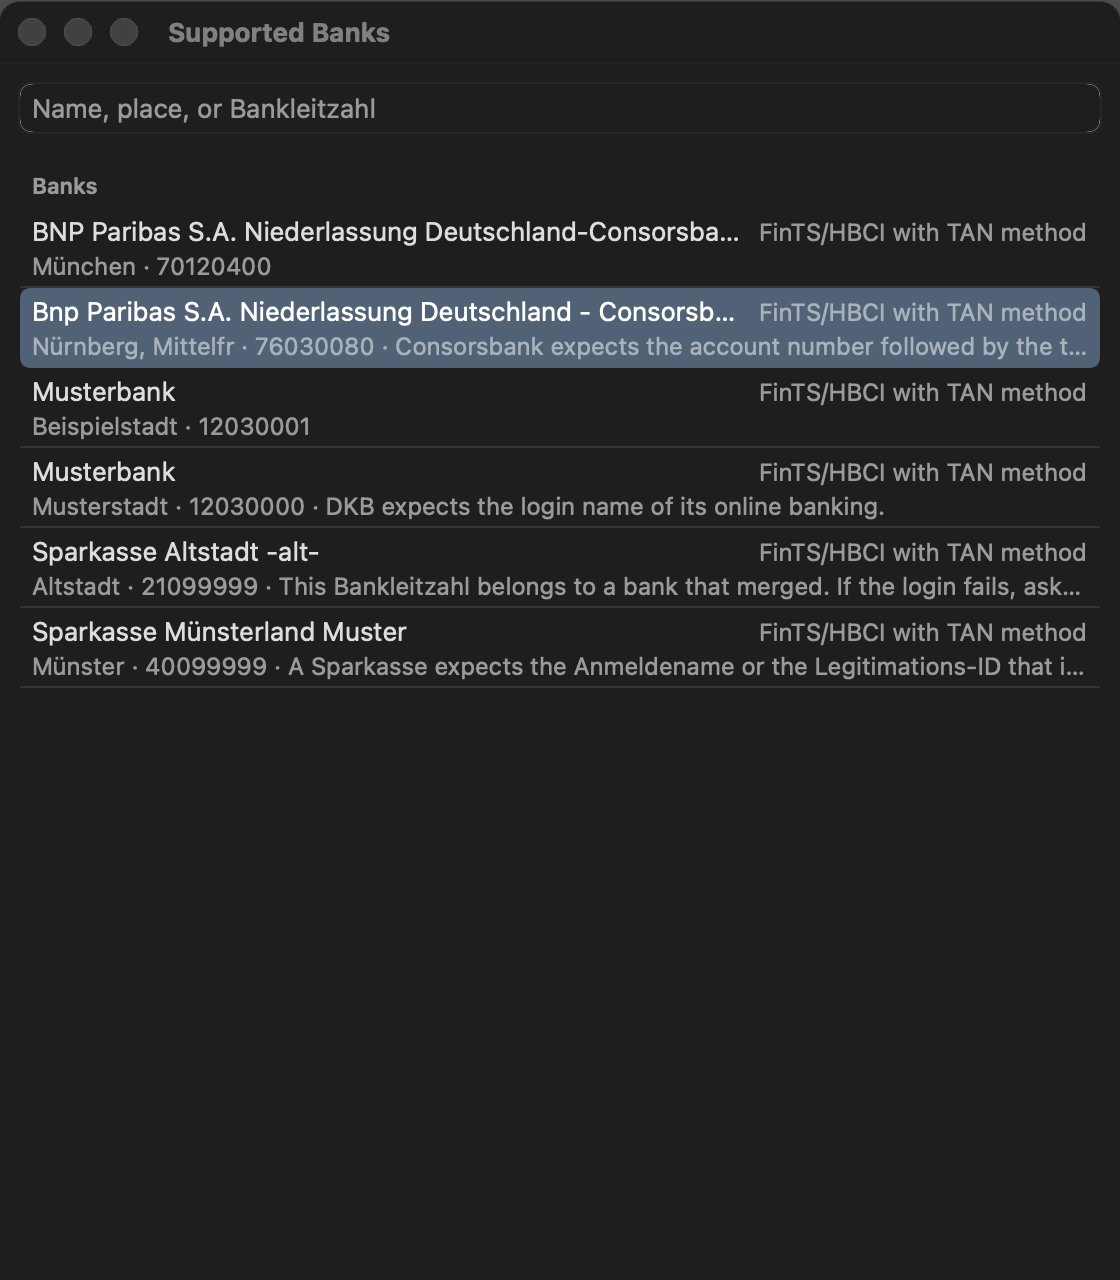 Supported Banks
Name, place, or Bankleitzahl
Banks
BNP Paribas S.A. Niederlassung Deutschland-Consorsba... FinTS/HBCI with TAN method
München · 70120400
Bnp Paribas S.A. Niederlassung Deutschland - Consorsb... FinTS/HBCI with TAN method
Nürnberg, Mittelfr · 76030080 · Consorsbank expects the account number followed by the t...
Musterbank FinTS/HBCI with TAN method
Beispielstadt · 12030001
Musterbank FinTS/HBCI with TAN method
Musterstadt · 12030000 · DKB expects the login name of its online banking.
Sparkasse Altstadt -alt- FinTS/HBCI with TAN method
Altstadt · 21099999 · This Bankleitzahl belongs to a bank that merged. If the login fails, ask...
Sparkasse Münsterland Muster FinTS/HBCI with TAN method
Münster · 40099999 · A Sparkasse expects the Anmeldename or the Legitimations-ID that i...